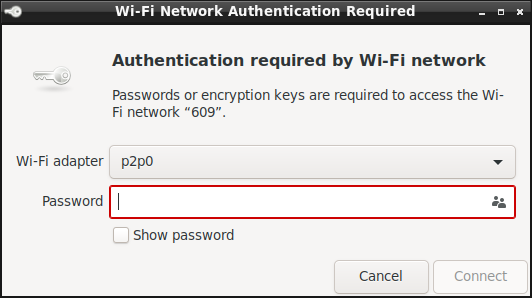 Wi-Fi Network Authentication Required
Authentication required by Wi-Fi network
Passwords or encryption keys are required to access the Wi-
Fi network “609”.
Wi-Fi adapter p2p0
Password
Show password
Cancel Connect